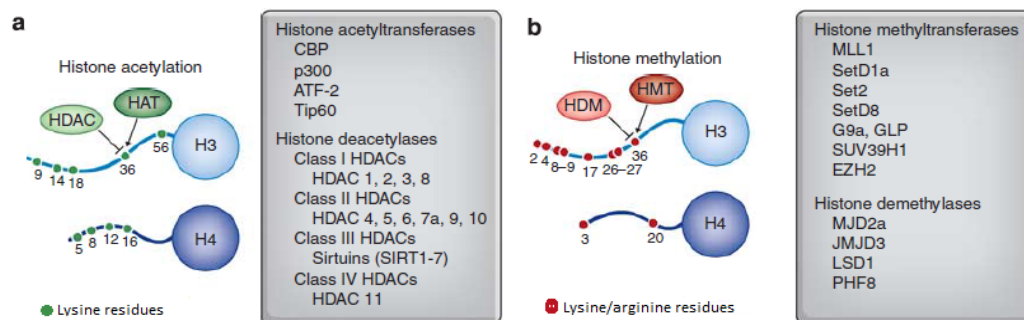 a
Histone acetylation
HDAC
HAT
H3
9
14
18
36
56
H4
5
8
12
16
Lysine residues
Histone acetyltransferases
CBP
p300
ATF-2
Tip60
Histone deacetylases
Class I HDACs
HDAC 1, 2, 3, 8
Class II HDACs
HDAC 4, 5, 6, 7a, 9, 10
Class III HDACs
Sirtuins (SIRT1-7)
Class IV HDACs
HDAC 11
b
Histone methylation
HDM
HMT
H3
2
4
8–9
17
26–27
36
H4
3
20
Lysine/arginine residues
Histone methyltransferases
MLL1
SetD1a
Set2
SetD8
G9a, GLP
SUV39H1
EZH2
Histone demethylases
MJD2a
JMJD3
LSD1
PHF8